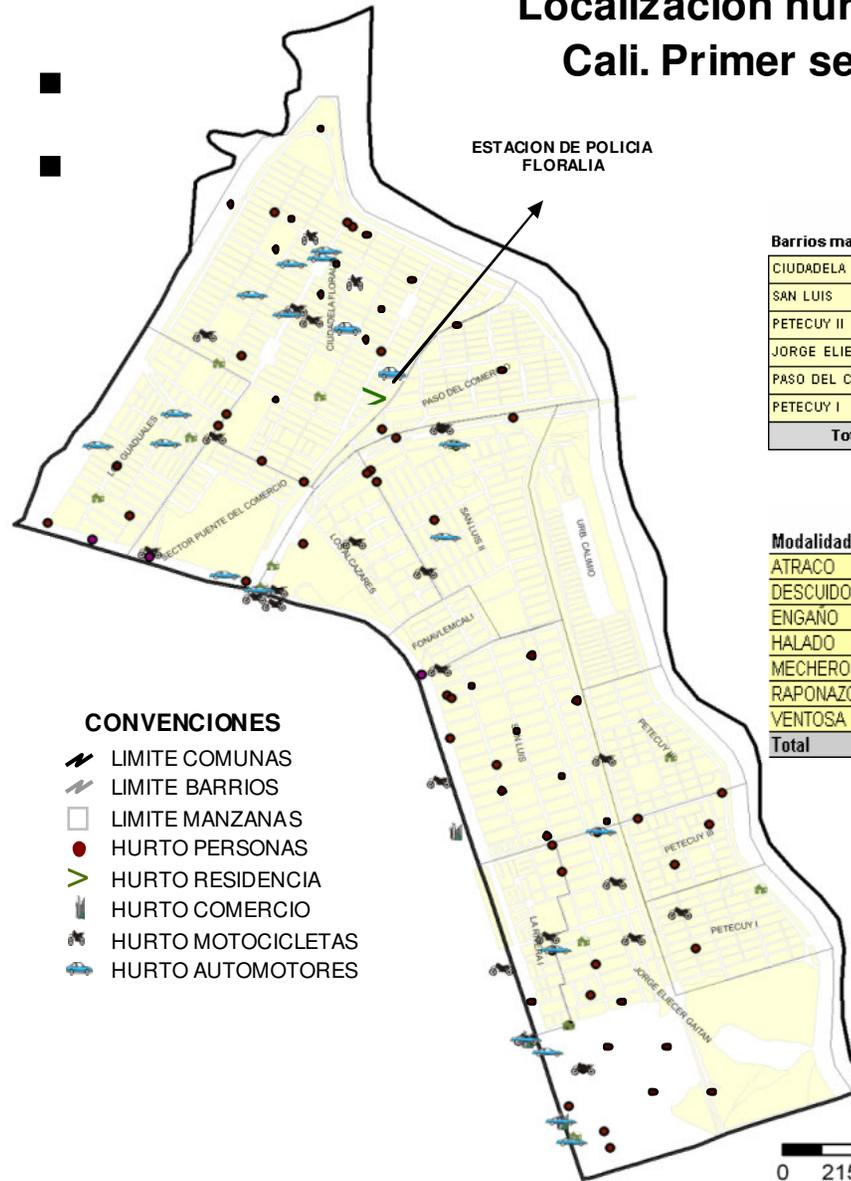 Localización hur
Cali. Primer se
ESTACION DE POLICIA
FLORALIA
Barrios ma
CIUDADELA
SAN LUIS
PETECUY II
JORGE ELIE
PASO DEL C
PETECUY I
Tot
CIUDADELA FLORAL
PASO DEL COMERCIO
GUADUALES
SECTOR PUENTE DEL COMERCIO
SAN LUIS II
URB. CALIMIO
LOS ALCAZARES
FONAVIEMCALI
Modalidad
ATRACO
DESCUIDO
ENGAÑO
HALADO
MECHERO
RAPONAZO
VENTOSA
Total
CONVENCIONES
LIMITE COMUNAS
LIMITE BARRIOS
LIMITE MANZANAS
HURTO PERSONAS
HURTO RESIDENCIA
HURTO COMERCIO
HURTO MOTOCICLETAS
HURTO AUTOMOTORES
SAN LUIS
PETECUY II
PETECUY III
PETECUY I
LA RIVERA I
JORGE ELIECER GAITAN
0 215